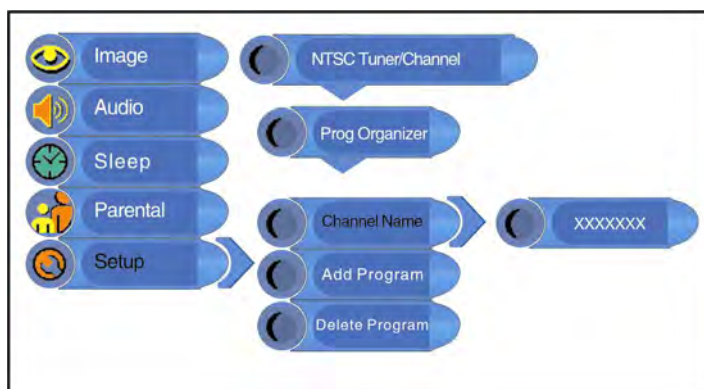 Image
Audio
Sleep
Parental
Setup
NTSC Tuner/Channel
Prog Organizer
Channel Name
Add Program
Delete Program
XXXXXXX